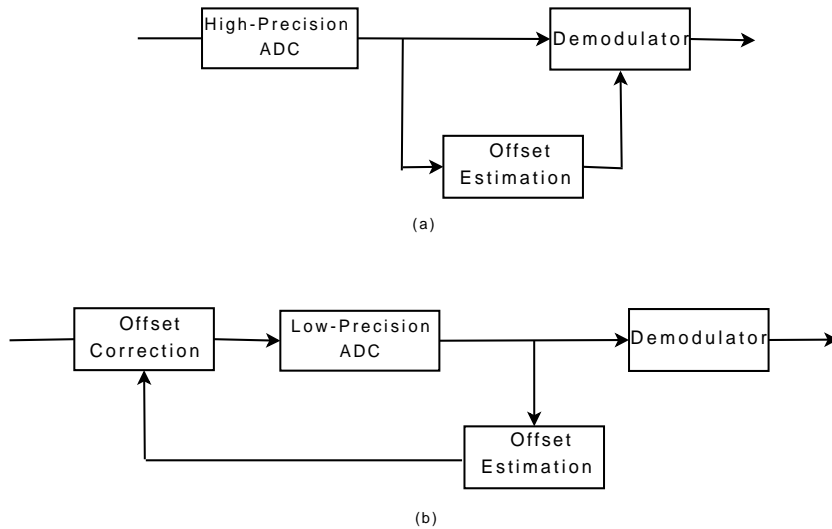 High-Precision
ADC
Demodulator
Offset
Estimation
(a)
Offset
Correction
Low-Precision
ADC
Demodulator
Offset
Estimation
(b)